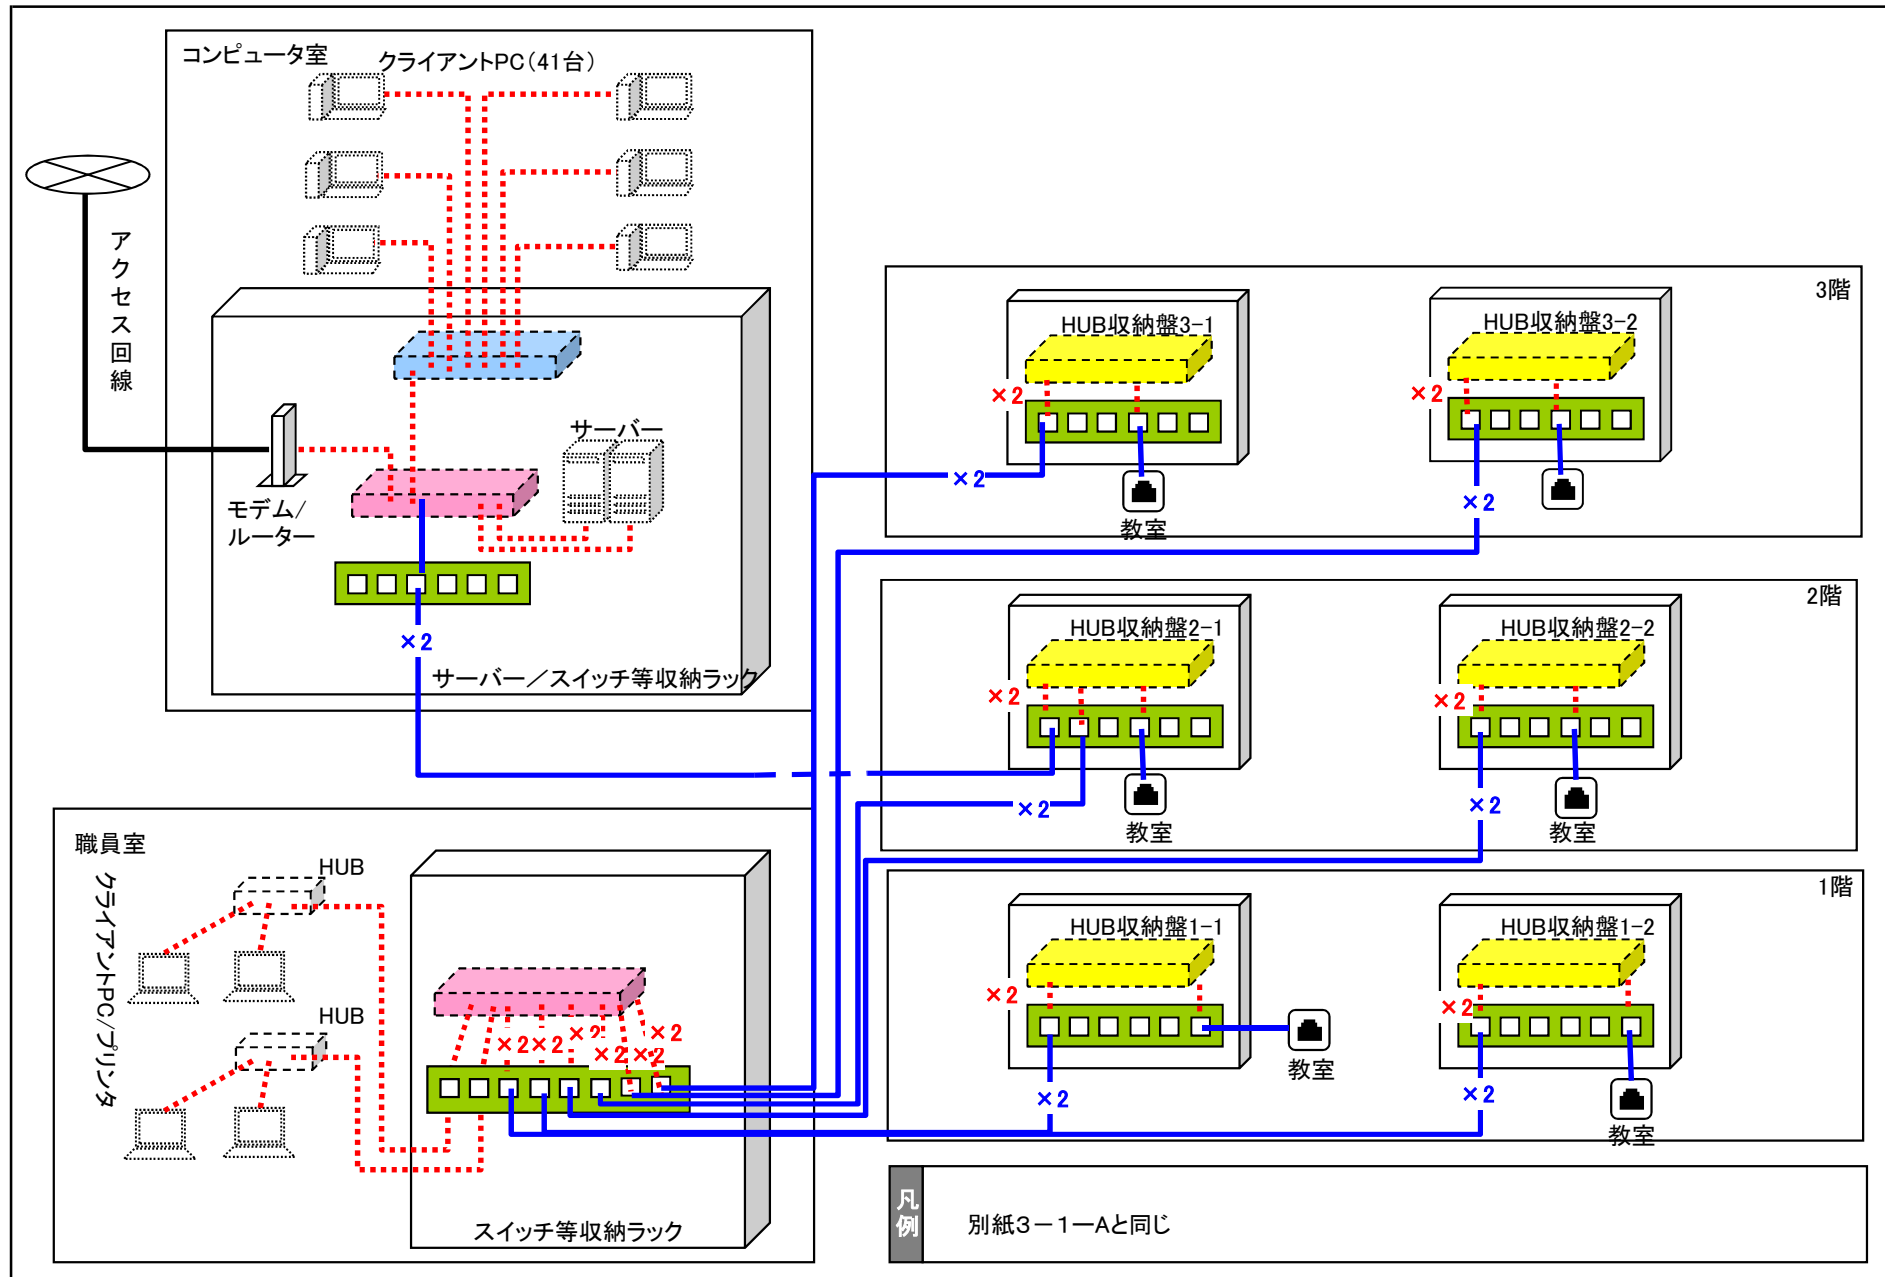 コンピュータ室
クライアントPC(41台)
アクセス回線
サーバー
モデム/
ルーター
×2
サーバー/スイッチ等収納ラック
3階
HUB収納盤3-1
×2
×2
教室
HUB収納盤3-2
×2
×2
2階
HUB収納盤2-1
×2
×2
教室
HUB収納盤2-2
×2
×2
教室
1階
HUB収納盤1-1
×2
×2
教室
HUB収納盤1-2
×2
×2
教室
職員室
クライアントPC/プリンタ
HUB
HUB
×2
×2
×2
×2
×2
×2
スイッチ等収納ラック
凡例
別紙3-1ーAと同じ